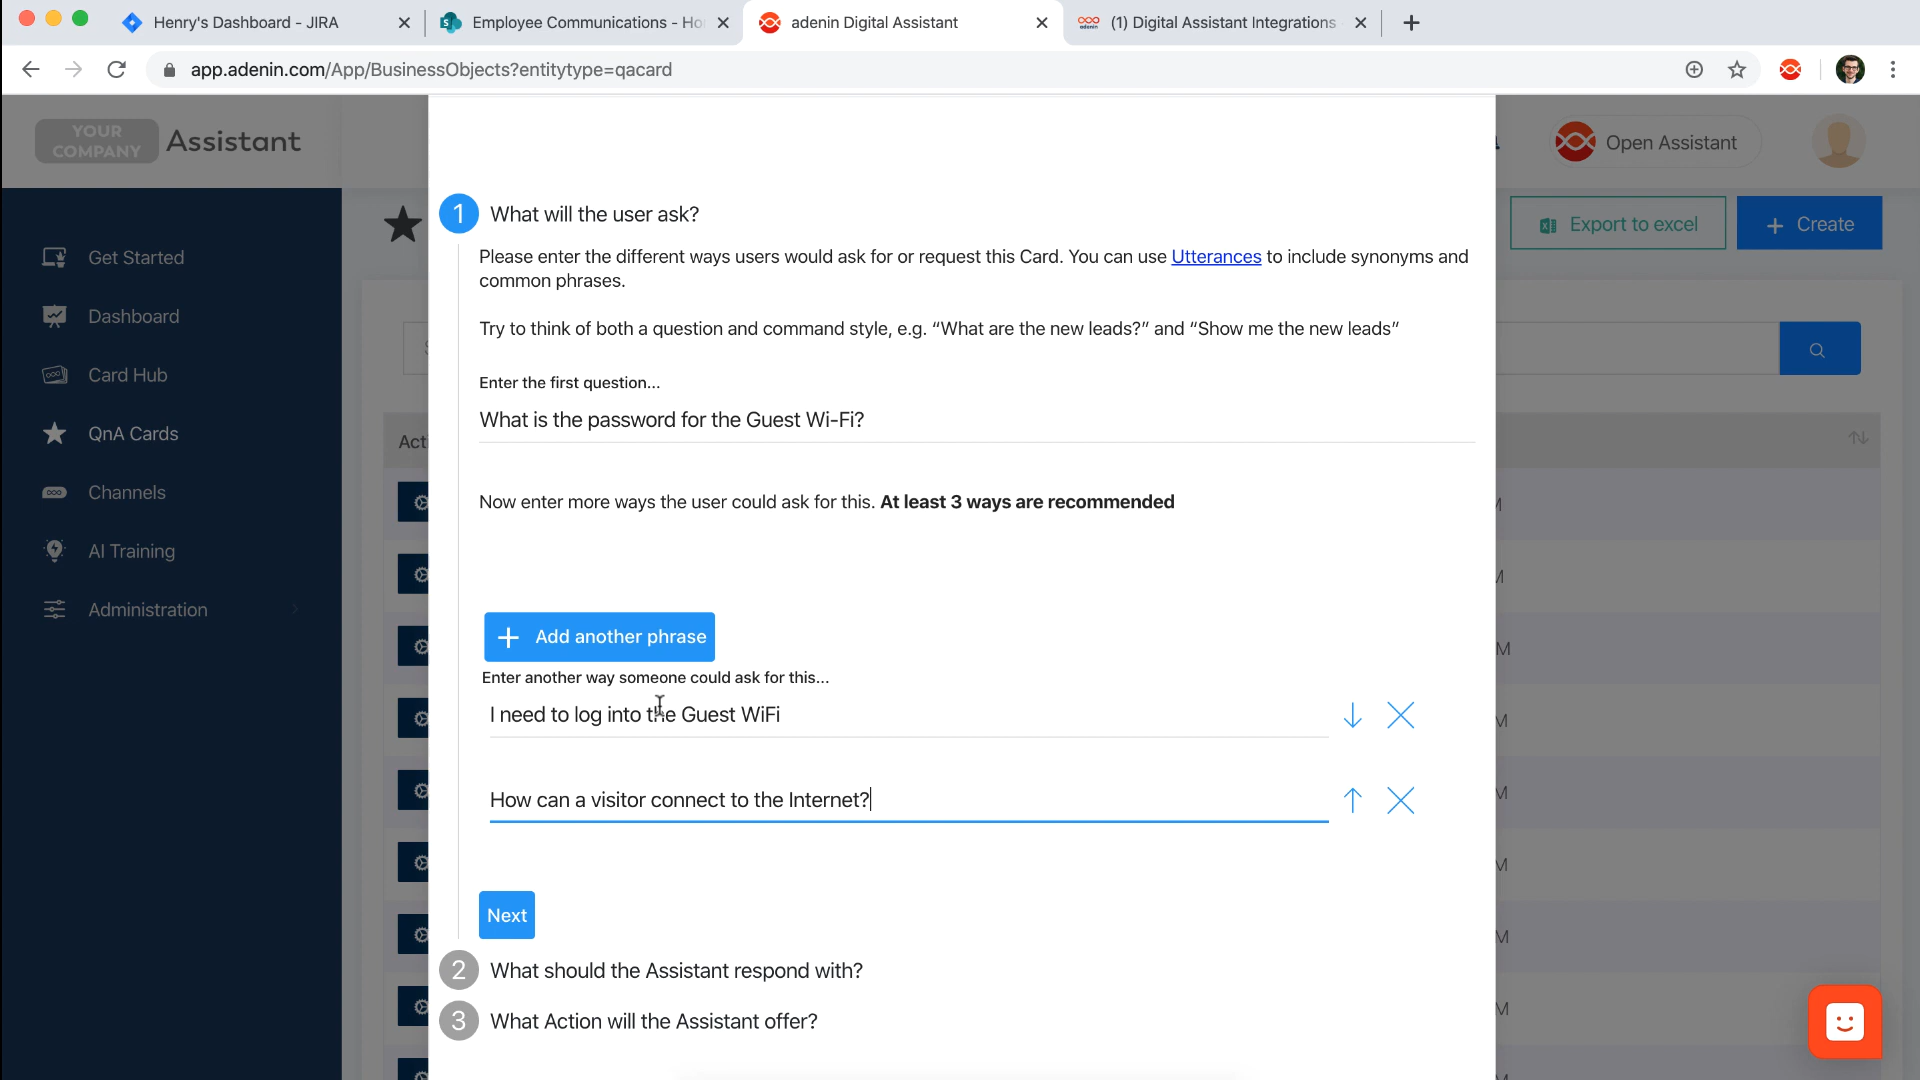 Henry's Dashboard - JIRA
Employee Communications - Ho
adenin Digital Assistant
(1) Digital Assistant Integrations
app.adenin.com/App/BusinessObjects?entitytype=qacard
YOUR
COMPANY
Assistant
Open Assistant
Get Started
Dashboard
Card Hub
QnA Cards
Channels
AI Training
Administration
Export to excel
Create
Act
1
What will the user ask?
Please enter the different ways users would ask for or request this Card. You can use Utterances to include synonyms and
common phrases.
Try to think of both a question and command style, e.g. “What are the new leads?” and “Show me the new leads”
Enter the first question...
What is the password for the Guest Wi-Fi?
Now enter more ways the user could ask for this. At least 3 ways are recommended
Add another phrase
Enter another way someone could ask for this...
I need to log into the Guest WiFi
How can a visitor connect to the Internet?
Next
2
What should the Assistant respond with?
3
What Action will the Assistant offer?